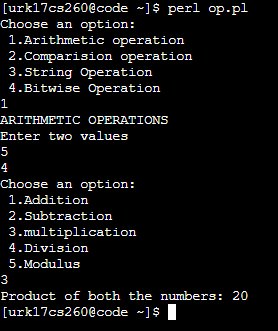 [urk17cs260@code ~]$ perl op.pl
Choose an option:
 1.Arithmetic operation
 2.Comparision operation
 3.String Operation
 4.Bitwise Operation
1
ARITHMETIC OPERATIONS
Enter two values
5
4
Choose an option:
 1.Addition
 2.Subtraction
 3.multiplication
 4.Division
 5.Modulus
3
Product of both the numbers: 20
[urk17cs260@code ~]$